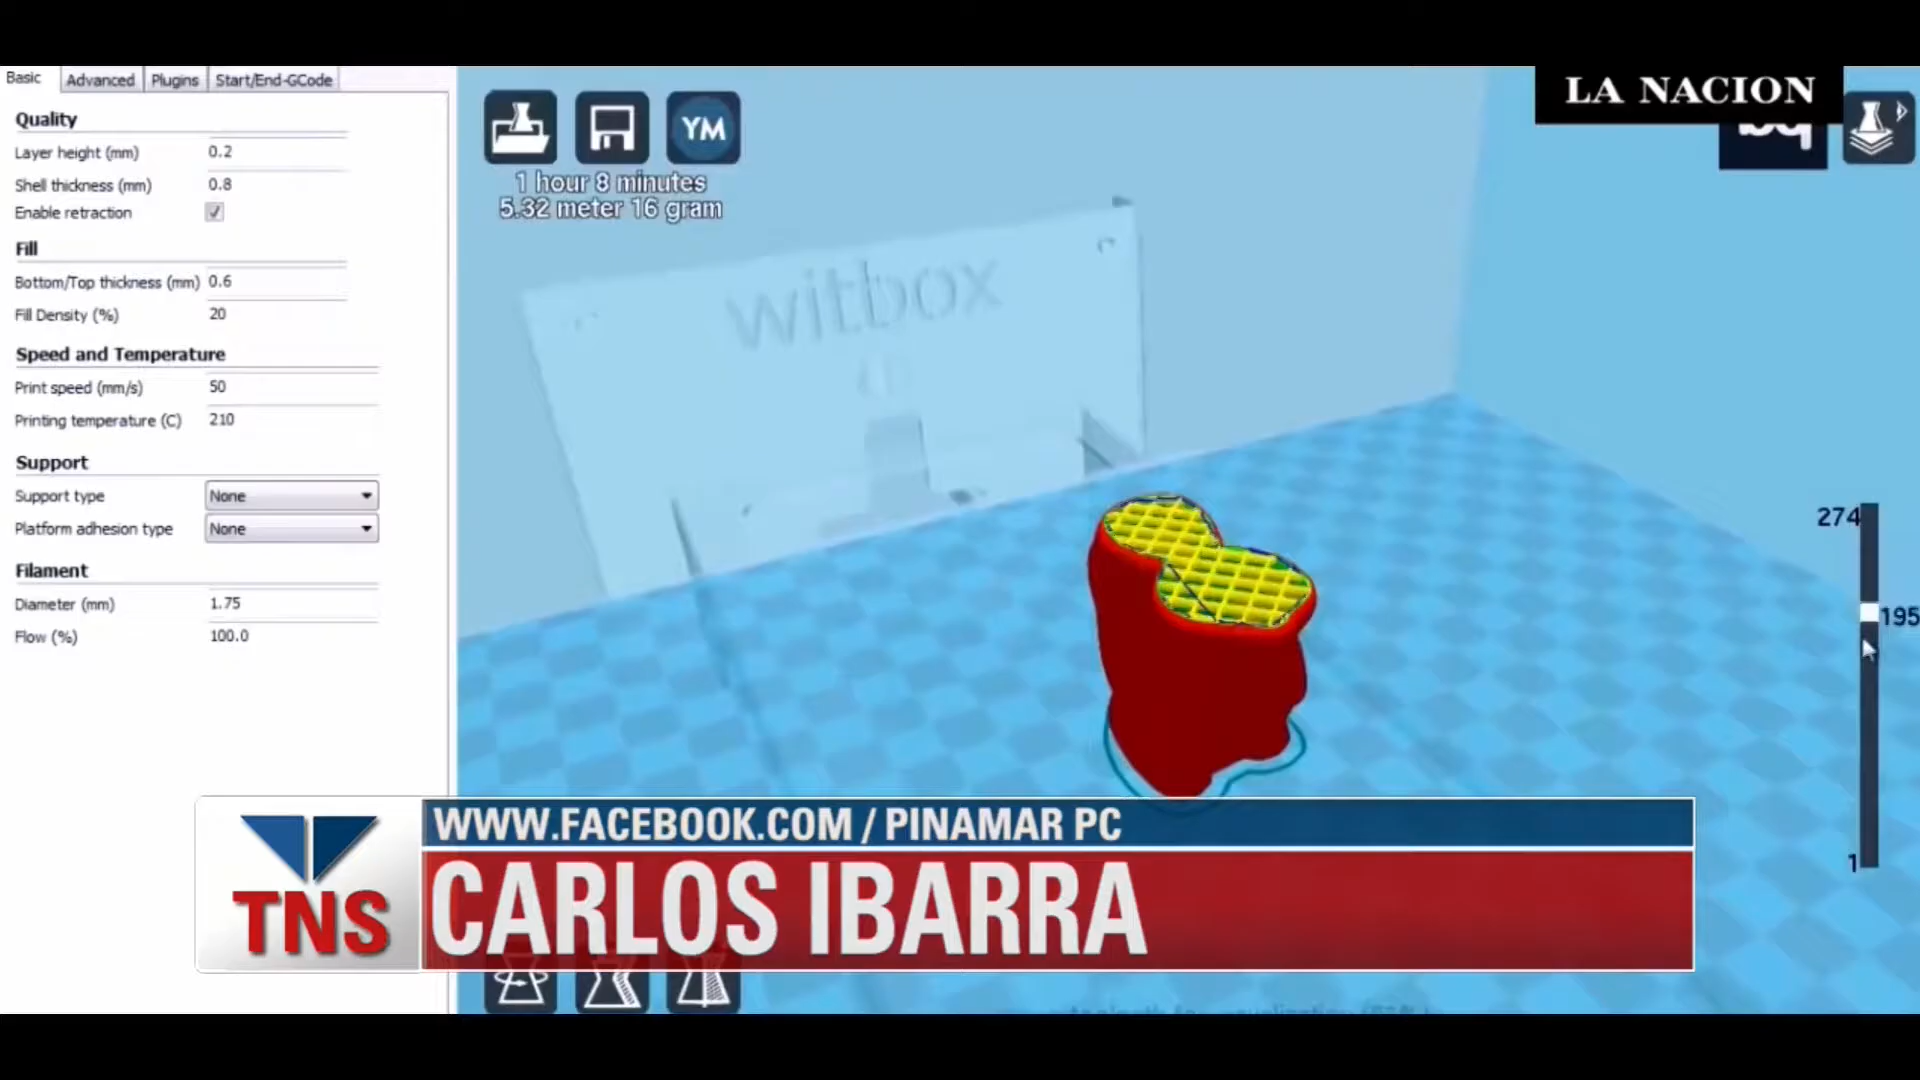 Basic Advanced Plugins Start/End-GCode
Quality
Layer height (mm) 0.2
Shell thickness (mm) 0.8
Enable retraction
Fill
Bottom/Top thickness (mm) 0.6
Fill Density (%) 20
Speed and Temperature
Print speed (mm/s) 50
Printing temperature (C) 210
Support
Support type None
Platform adhesion type None
Filament
Diameter (mm) 1.75
Flow (%) 100.0
YM
1 hour 8 minutes
5.32 meter 16 gram
witbox
LA NACION
bq
274
195
1
WWW.FACEBOOK.COM / PINAMAR PC
TNS
CARLOS IBARRA